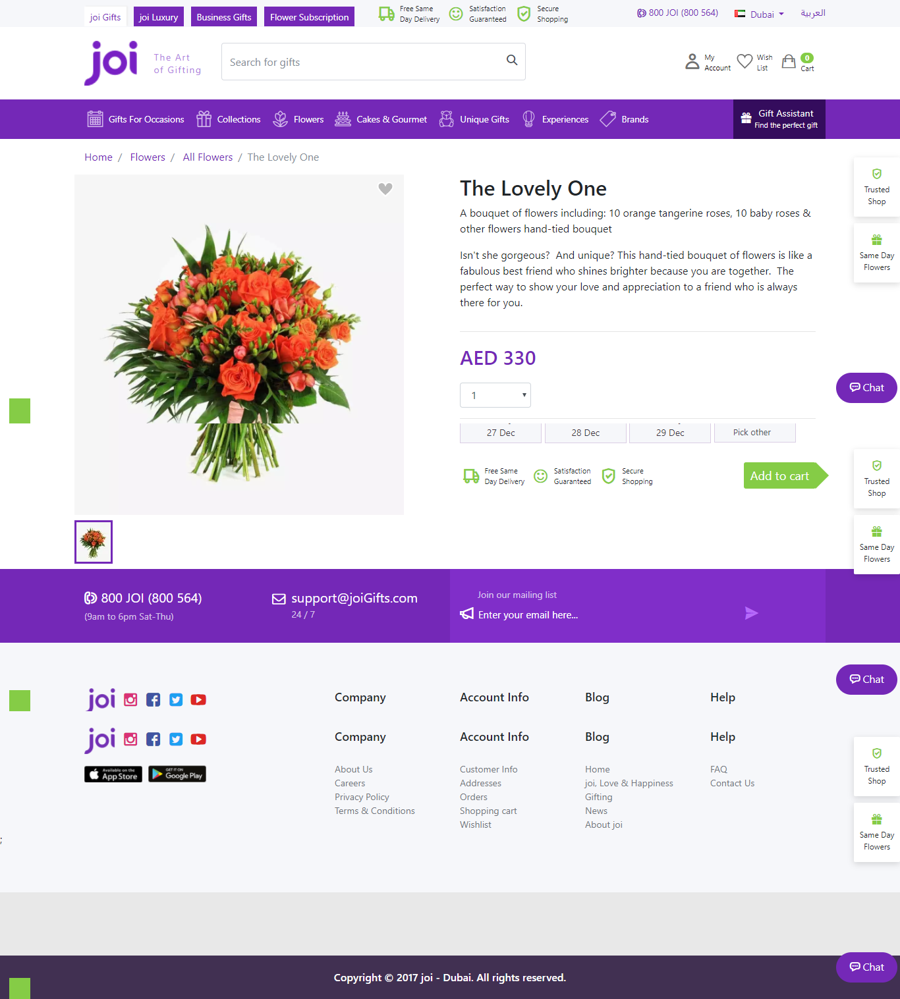 joi Gifts
joi Luxury
Business Gifts
Flower Subscription
Free Same
Day Delivery
Satisfaction
Guaranteed
Secure
Shopping
800 JOI (800 564)
Dubai
العربية
joi
The Art
of Gifting
Search for gifts
My
Account
Wish
List
0
Cart
Gifts For Occasions
Collections
Flowers
Cakes & Gourmet
Unique Gifts
Experiences
Brands
Gift Assistant
Find the perfect gift
Home / Flowers / All Flowers / The Lovely One
The Lovely One
A bouquet of flowers including: 10 orange tangerine roses, 10 baby roses &
other flowers hand-tied bouquet
Isn't she gorgeous? And unique? This hand-tied bouquet of flowers is like a
fabulous best friend who shines brighter because you are together. The
perfect way to show your love and appreciation to a friend who is always
there for you.
AED 330
1
27 Dec
28 Dec
29 Dec
Pick other
Free Same
Day Delivery
Satisfaction
Guaranteed
Secure
Shopping
Add to cart
Trusted
Shop
Same Day
Flowers
Chat
Trusted
Shop
Same Day
Flowers
800 JOI (800 564)
(9am to 6pm Sat-Thu)
support@joiGifts.com
24 / 7
Join our mailing list
Enter your email here...
Chat
joi
Company
Account Info
Blog
Help
joi
Company
Account Info
Blog
Help
Available on the
App Store
GET IT ON
Google Play
About Us
Careers
Privacy Policy
Terms & Conditions
Customer Info
Addresses
Orders
Shopping cart
Wishlist
Home
joi, Love & Happiness
Gifting
News
About joi
FAQ
Contact Us
Trusted
Shop
Same Day
Flowers
;
Chat
Copyright © 2017 joi - Dubai. All rights reserved.